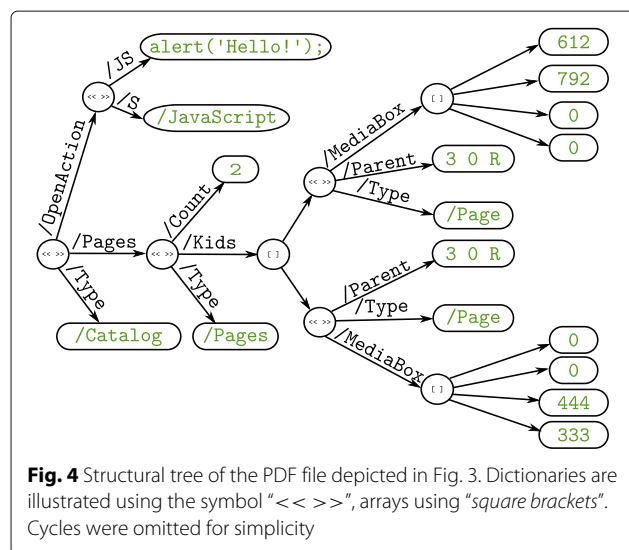 /JS
alert('Hello!');
<< >>
/S
/JavaScript
/OpenAction
<< >>
/Pages
/Type
/Catalog
<< >>
/Count
2
/Kids
/Type
/Pages
[ ]
<< >>
/MediaBox
[ ]
612
792
0
0
/Parent
3 0 R
/Type
/Page
<< >>
/Parent
3 0 R
/Type
/Page
/MediaBox
[ ]
0
0
444
333
Fig. 4 Structural tree of the PDF file depicted in Fig. 3. Dictionaries are
illustrated using the symbol “<< >>”, arrays using “square brackets”.
Cycles were omitted for simplicity